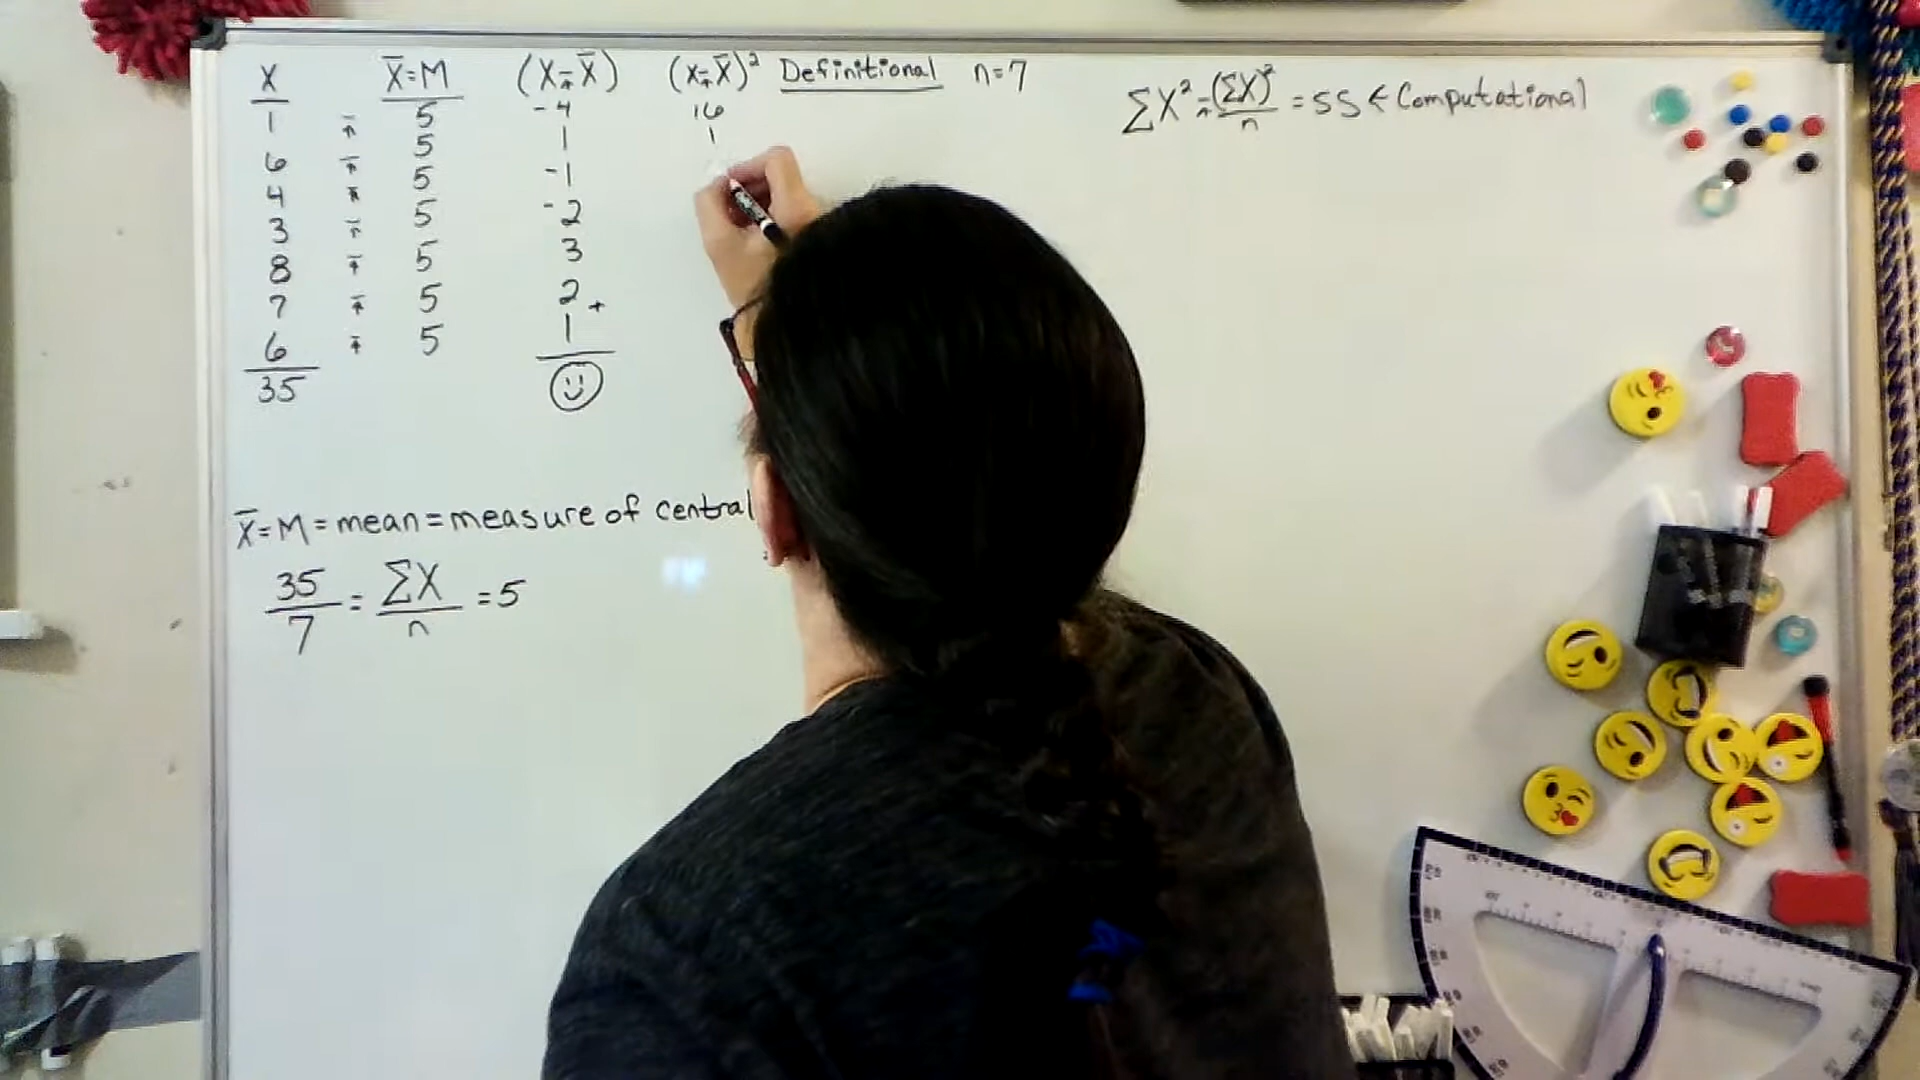 X X̄=M (X-X̄) (X-X̄)² Definitional n=7
1 - 5 -4 16
6 - 5 1 1
4 - 5 -1
3 - 5 -2
8 - 5 3
7 - 5 2 +
6 - 5 1
35
ΣX² - (ΣX)²/n = SS ← Computational
X̄=M=mean=measure of central
35/7 = ΣX/n = 5